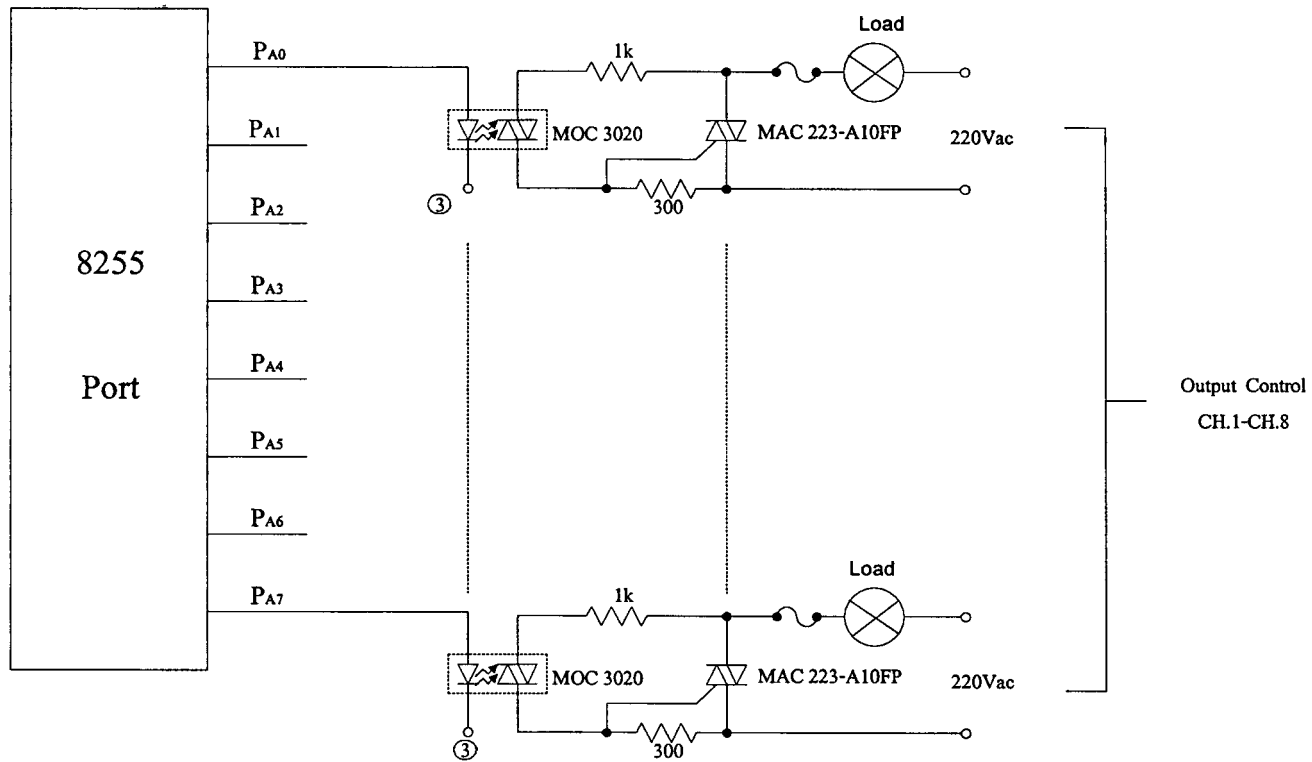 Load
PA0
1k
PA1
MOC 3020
MAC 223-A10FP
220Vac
③
300
PA2
8255
PA3
PA4
Port
Output Control
CH.1-CH.8
PA5
PA6
Load
PA7
1k
MOC 3020
MAC 223-A10FP
220Vac
③
300